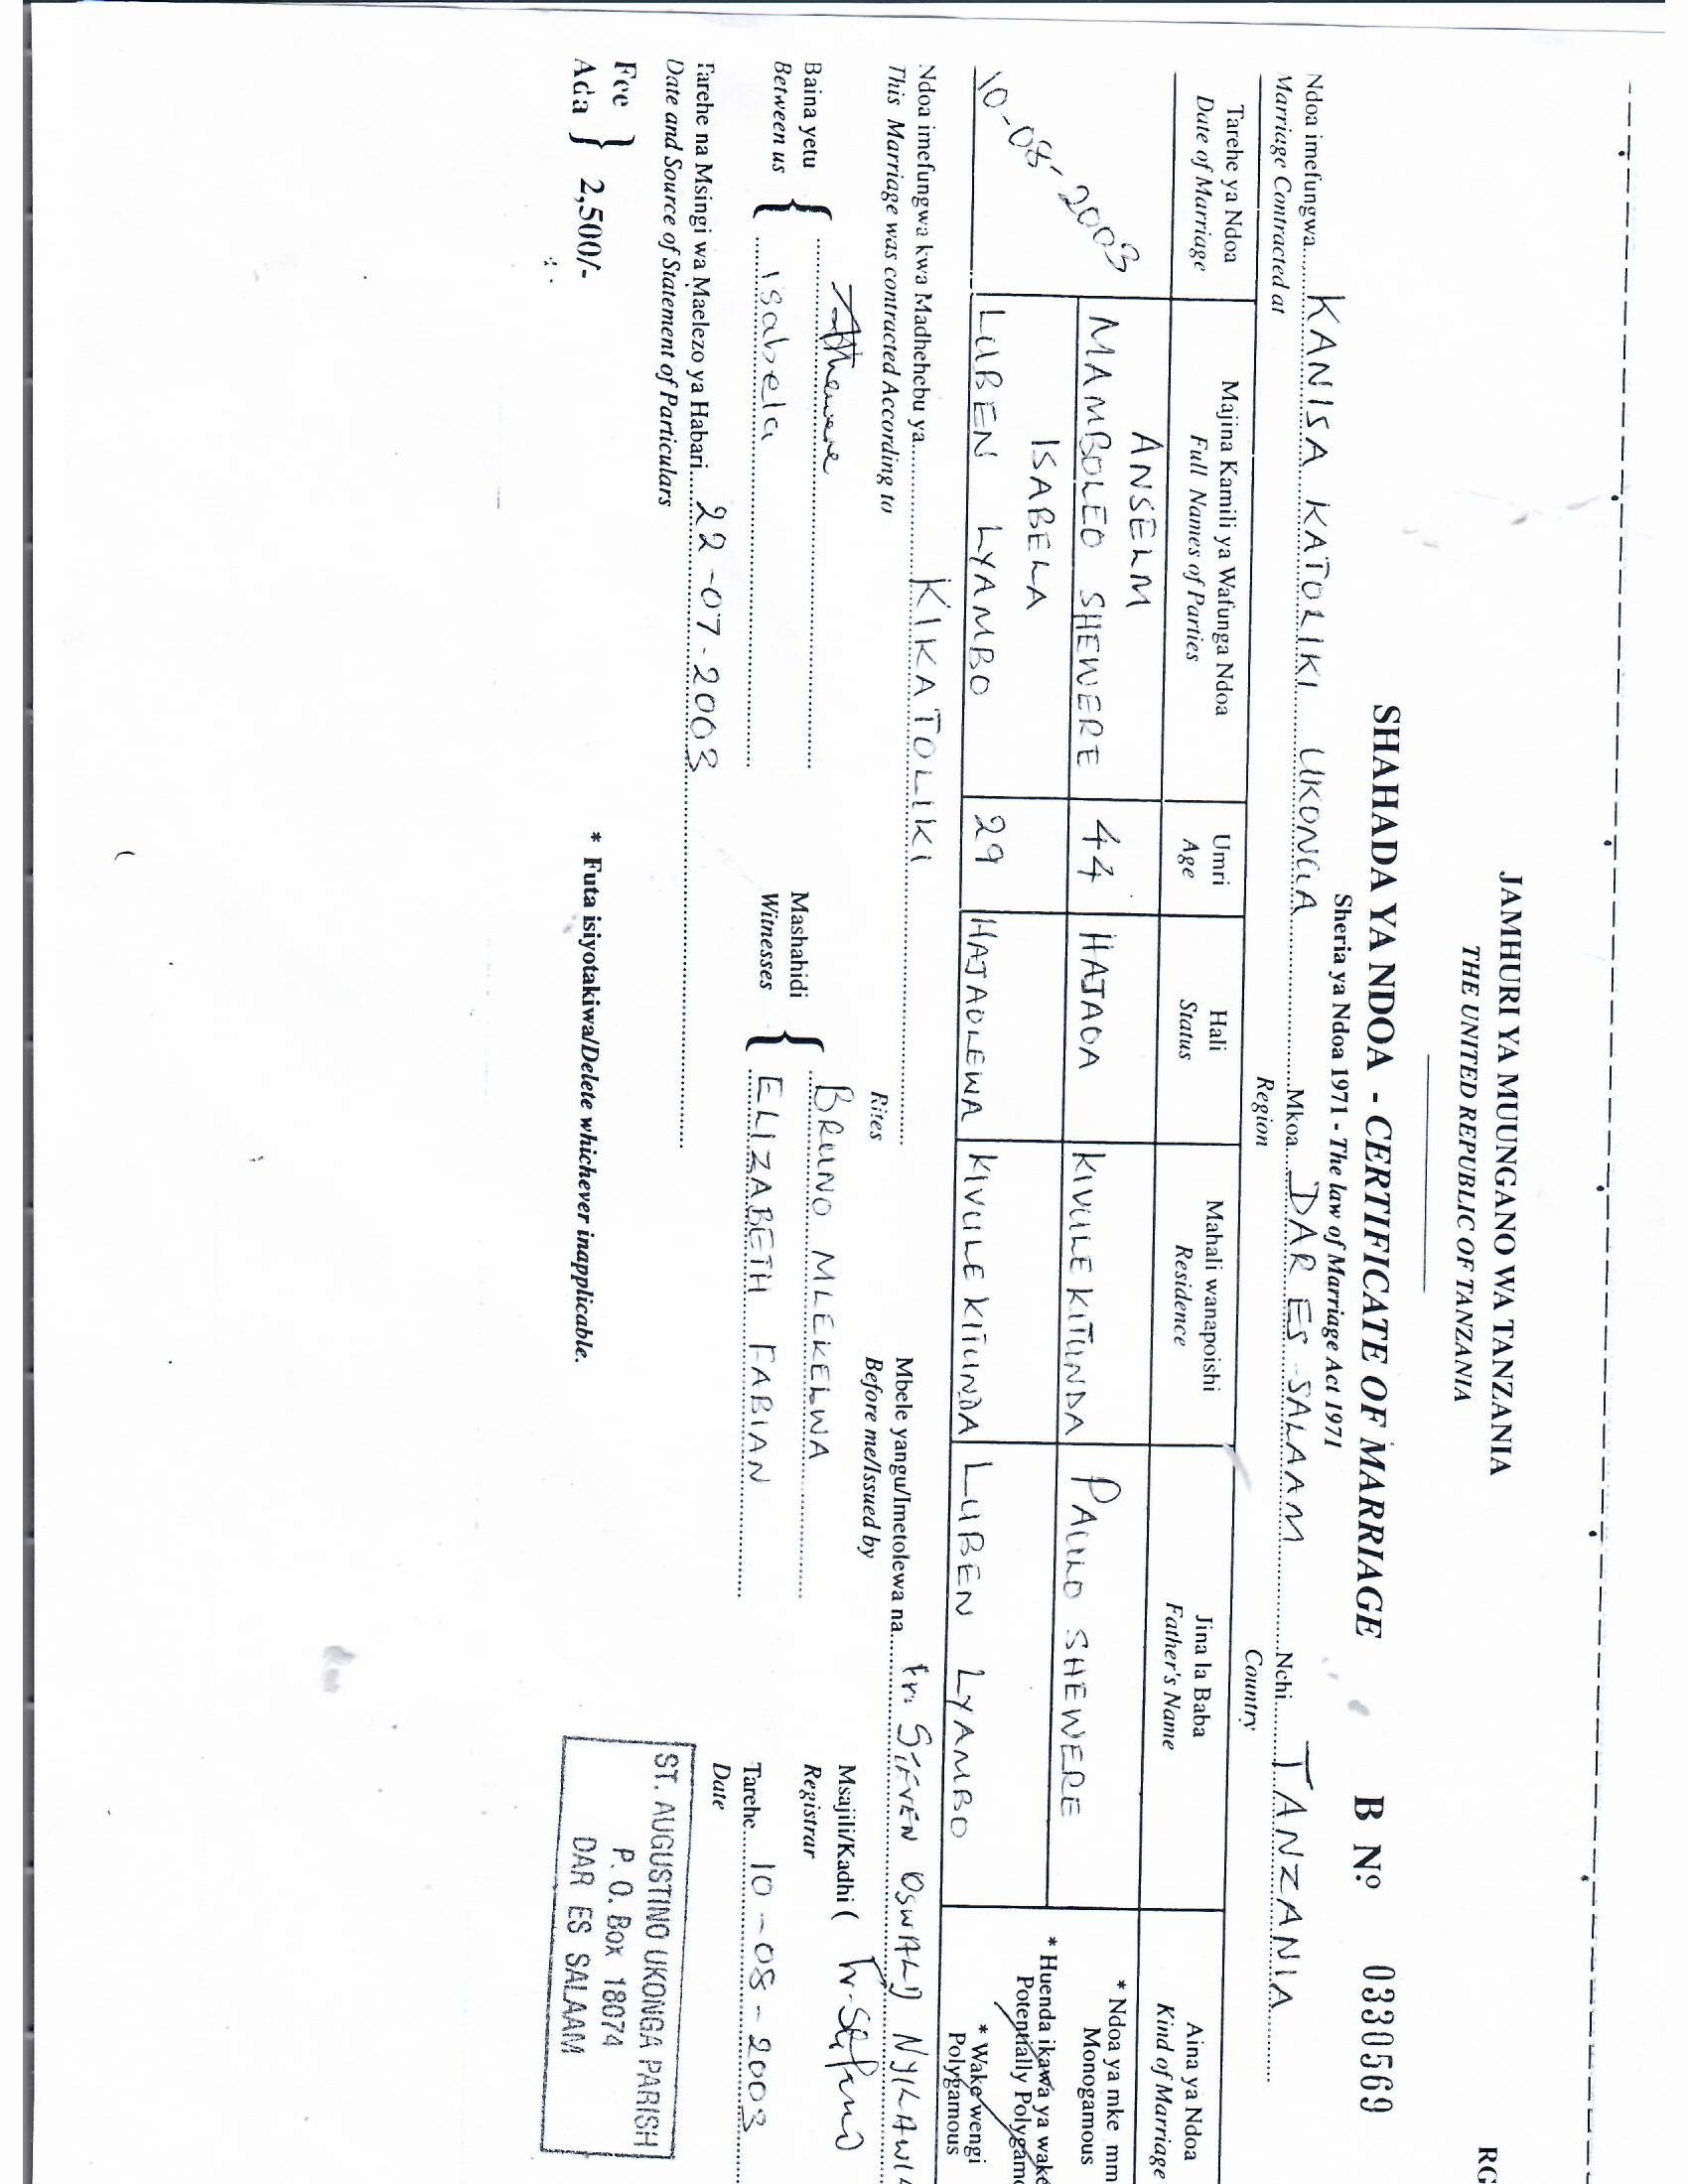 RG
JAMHURI YA MUUNGANO WA TANZANIA
THE UNITED REPUBLIC OF TANZANIA
SHAHADA YA NDOA - CERTIFICATE OF MARRIAGE B Nº 0330569
Sheria ya Ndoa 1971 - The law of Marriage Act 1971
Ndoa imefungwa KANISA KATOLIKI UKONGA Mkoa DAR ES SALAAM Nchi TANZANIA
Marriage Contracted at Region Country
Tarehe ya Ndoa Majina Kamili ya Wafunga Ndoa Umri Hali Mahali wanapoishi Jina la Baba Aina ya Ndoa
Date of Marriage Full Names of Parties Age Status Residence Father's Name Kind of Marriage
ANSELM
10-08-2003 MAMBOLEO SHEWERE 44 HAJAOA KIVULE KITUNDA PAULO SHEWERE * Ndoa ya mke mm
Monogamous
ISABELA * Huenda ikawa ya wake
Potentially Polygam
LUBEN LYAMBO 29 HAJAOLEWA KIVULE KITUNDA LUBEN LYAMBO * Wake wengi
Polygamous
Ndoa imefungwa kwa Madhehebu ya KIKATOLIKI Mbele yangu/Imetolewa na Fr: STEVEN OSWALD
This Marriage was contracted According to Rites Before me/Issued by
Baina yetu Mashahidi BRUNO MLEKELWA Msajili/Kadhi (
Between us Isabela Witnesses ELIZABETH FABIAN Registrar
Tarehe na Msingi wa Maelezo ya Habari 22-07-2003 Tarehe 10-08-2003
Date and Source of Statement of Particulars Date
Fee
Ada } 2,500/- * Futa isiyotakiwa/Delete whichever inapplicable.
ST. AUGUSTINO UKONGA PARISH
P. O. Box 18074
DAR ES SALAAM